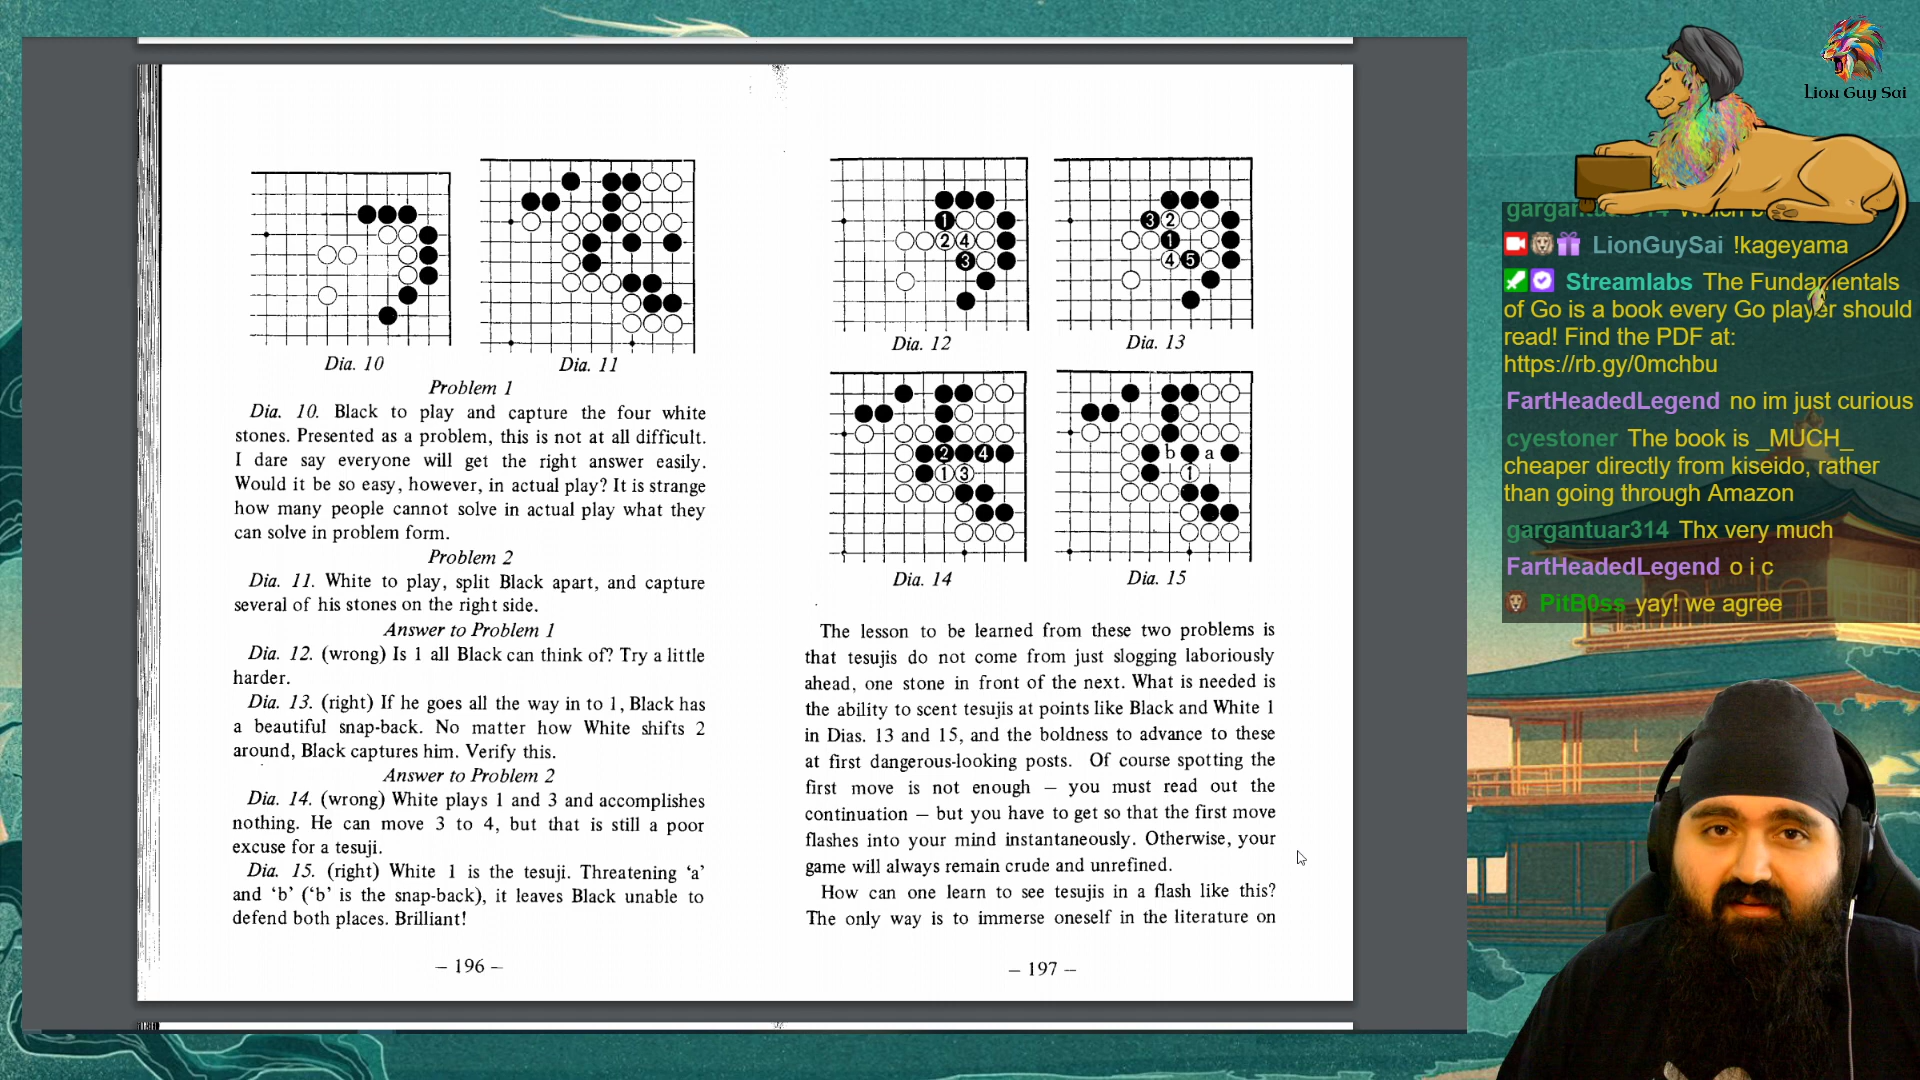 Dia. 10
Dia. 11
Problem 1
Dia. 10. Black to play and capture the four white
stones. Presented as a problem, this is not at all difficult.
I dare say everyone will get the right answer easily.
Would it be so easy, however, in actual play? It is strange
how many people cannot solve in actual play what they
can solve in problem form.
Problem 2
Dia. 11. White to play, split Black apart, and capture
several of his stones on the right side.
Answer to Problem 1
Dia. 12. (wrong) Is 1 all Black can think of? Try a little
harder.
Dia. 13. (right) If he goes all the way in to 1, Black has
a beautiful snap-back. No matter how White shifts 2
around, Black captures him. Verify this.
Answer to Problem 2
Dia. 14. (wrong) White plays 1 and 3 and accomplishes
nothing. He can move 3 to 4, but that is still a poor
excuse for a tesuji.
Dia. 15. (right) White 1 is the tesuji. Threatening ‘a’
and ‘b’ (‘b’ is the snap-back), it leaves Black unable to
defend both places. Brilliant!
– 196 –
1
2 4
3
Dia. 12
3 2
1
4 5
Dia. 13
2 4
1 3
Dia. 14
b a
1
Dia. 15
The lesson to be learned from these two problems is
that tesujis do not come from just slogging laboriously
ahead, one stone in front of the next. What is needed is
the ability to scent tesujis at points like Black and White 1
in Dias. 13 and 15, and the boldness to advance to these
at first dangerous-looking posts. Of course spotting the
first move is not enough — you must read out the
continuation — but you have to get so that the first move
flashes into your mind instantaneously. Otherwise, your
game will always remain crude and unrefined.
How can one learn to see tesujis in a flash like this?
The only way is to immerse oneself in the literature on
– 197 –
Lion Guy Sai
LionGuySai !kageyama
Streamlabs The Fundamentals
of Go is a book every Go player should
read! Find the PDF at:
https://rb.gy/0mchbu
FartHeadedLegend no im just curious
cyestoner The book is _MUCH_
cheaper directly from kiseido, rather
than going through Amazon
gargantuar314 Thx very much
FartHeadedLegend o i c
PitB0ss yay! we agree